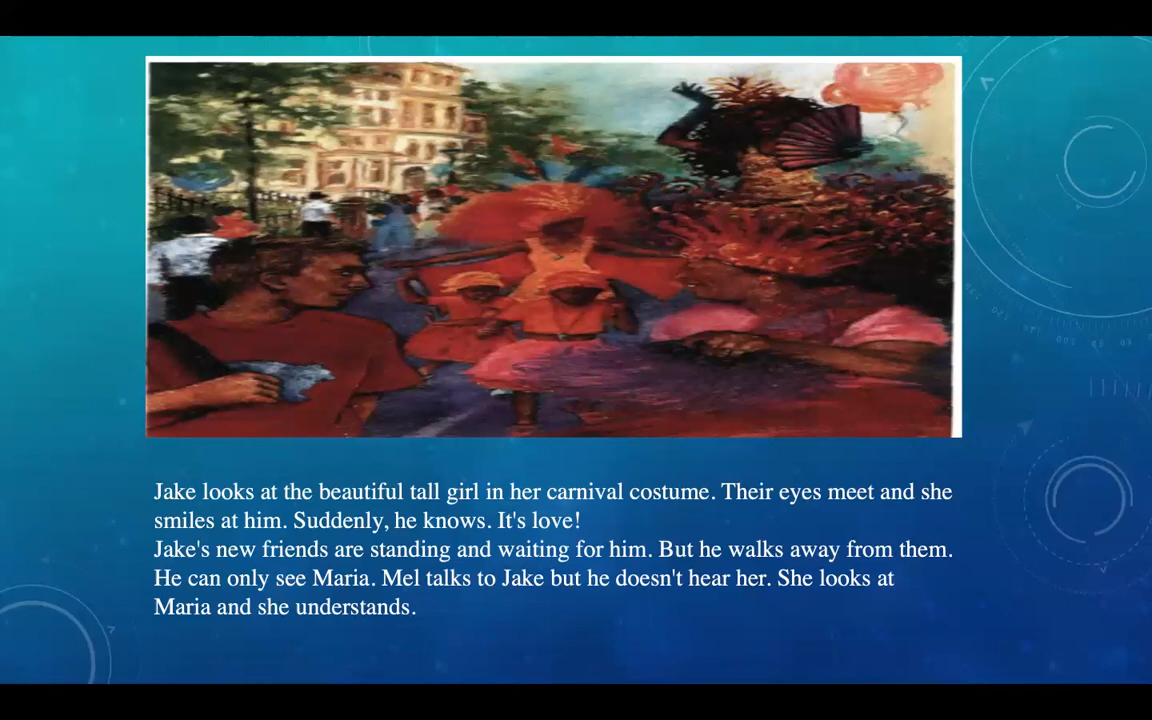 Jake looks at the beautiful tall girl in her carnival costume. Their eyes meet and she
smiles at him. Suddenly, he knows. It's love!
Jake's new friends are standing and waiting for him. But he walks away from them.
He can only see Maria. Mel talks to Jake but he doesn't hear her. She looks at
Maria and she understands.